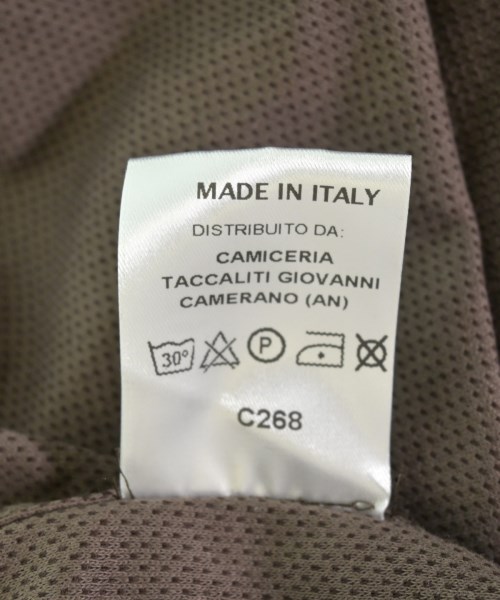 MADE IN ITALY
DISTRIBUITO DA:
CAMICERIA
TACCALITI GIOVANNI
CAMERANO (AN)
30° P
C268